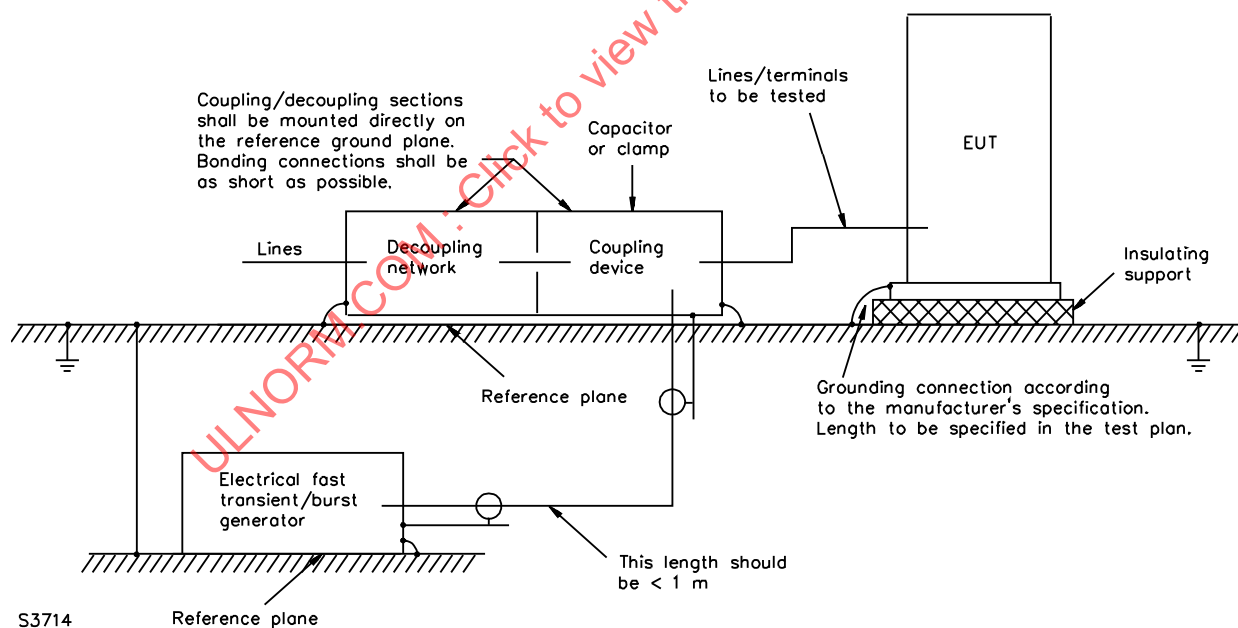 Coupling/decoupling sections
shall be mounted directly on
the reference ground plane.
Bonding connections shall be
as short as possible.
Capacitor
or clamp
Lines/terminals
to be tested
EUT
Lines
Decoupling
network
Coupling
device
Insulating
support
Reference plane
Grounding connection according
to the manufacturer's specification.
Length to be specified in the test plan.
Electrical fast
transient/burst
generator
This length should
be < 1 m
Reference plane
S3714
ULNORM.COM : Click to view th